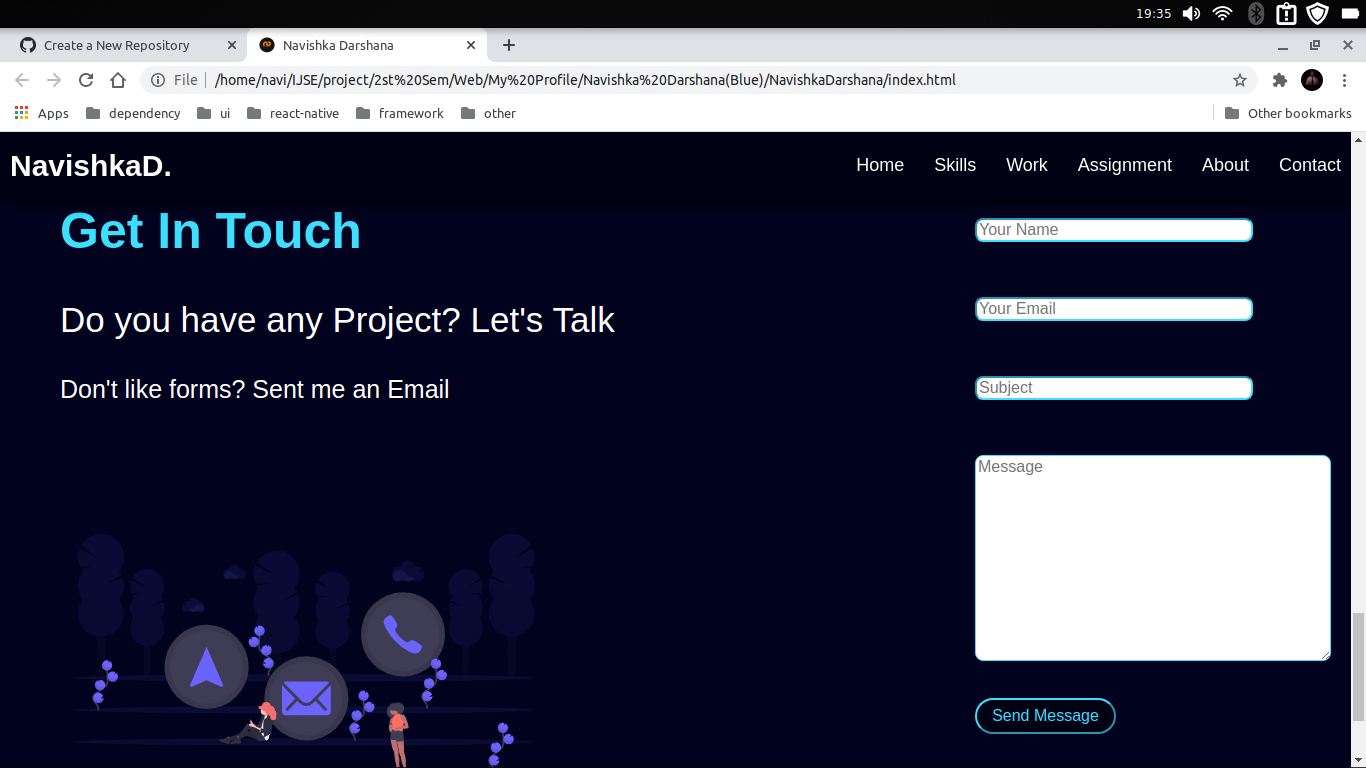 19:35
Create a New Repository
Navishka Darshana
File /home/navi/IJSE/project/2st%20Sem/Web/My%20Profile/Navishka%20Darshana(Blue)/NavishkaDarshana/index.html
Apps dependency ui react-native framework other Other bookmarks
NavishkaD. Home Skills Work Assignment About Contact
Get In Touch
Do you have any Project? Let's Talk
Don't like forms? Sent me an Email
Your Name
Your Email
Subject
Message
Send Message